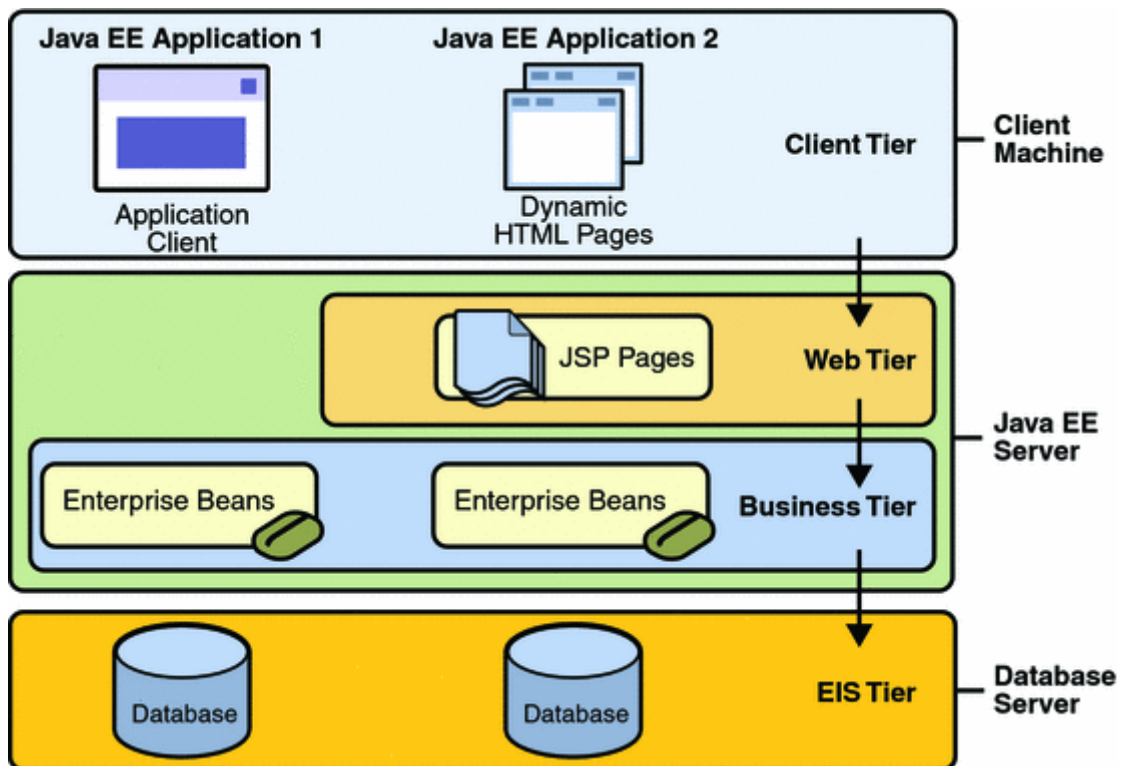 Java EE Application 1
Java EE Application 2
Application
Client
Dynamic
HTML Pages
Client Tier
Client
Machine
JSP Pages
Web Tier
Java EE
Server
Enterprise Beans
Enterprise Beans
Business Tier
Database
Database
EIS Tier
Database
Server